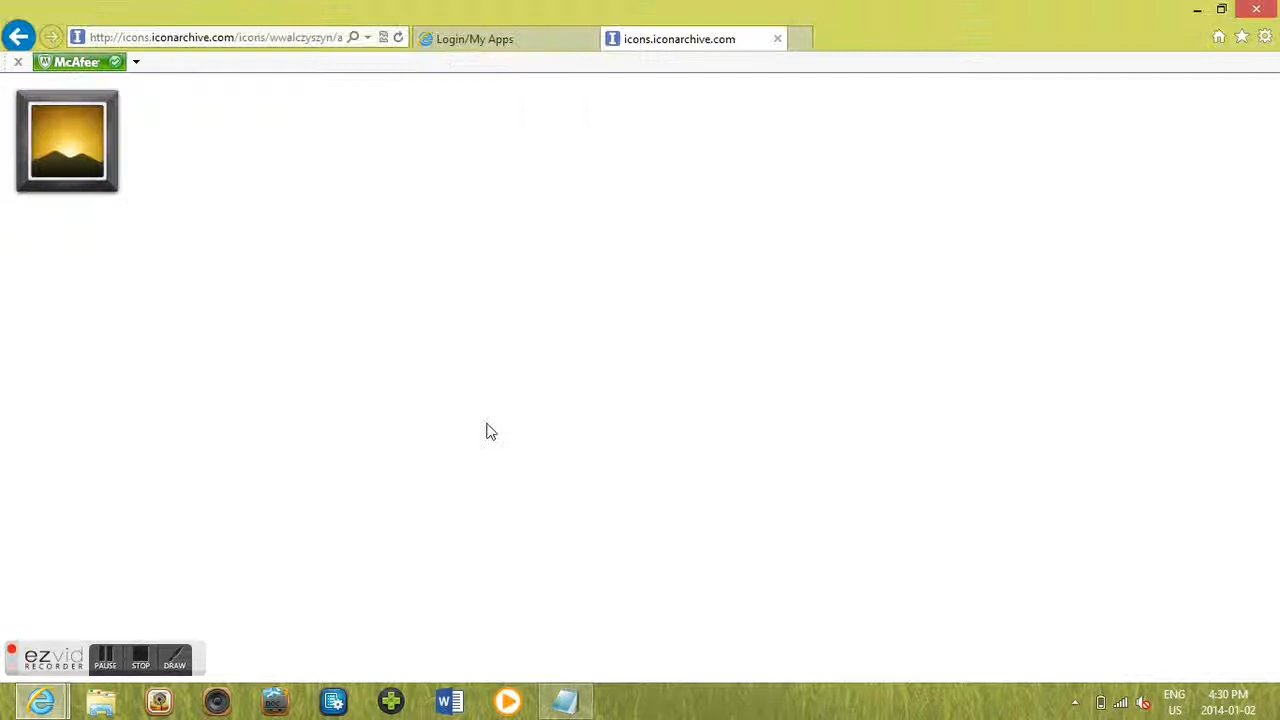 http://icons.iconarchive.com/icons/wwalczyszyn/a
Login/My Apps
icons.iconarchive.com
McAfee
ezvid
RECORDER
PAUSE
STOP
DRAW
DOC
W
ENG
US
4:30 PM
2014-01-02